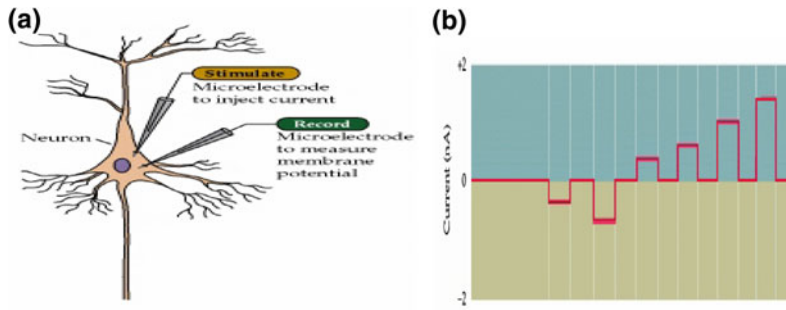 (a)
Stimulate
Microelectrode
to inject current
Neuron
Record
Microelectrode
to measure
membrane
potential
(b)
+2
Current (nA)
0
-2